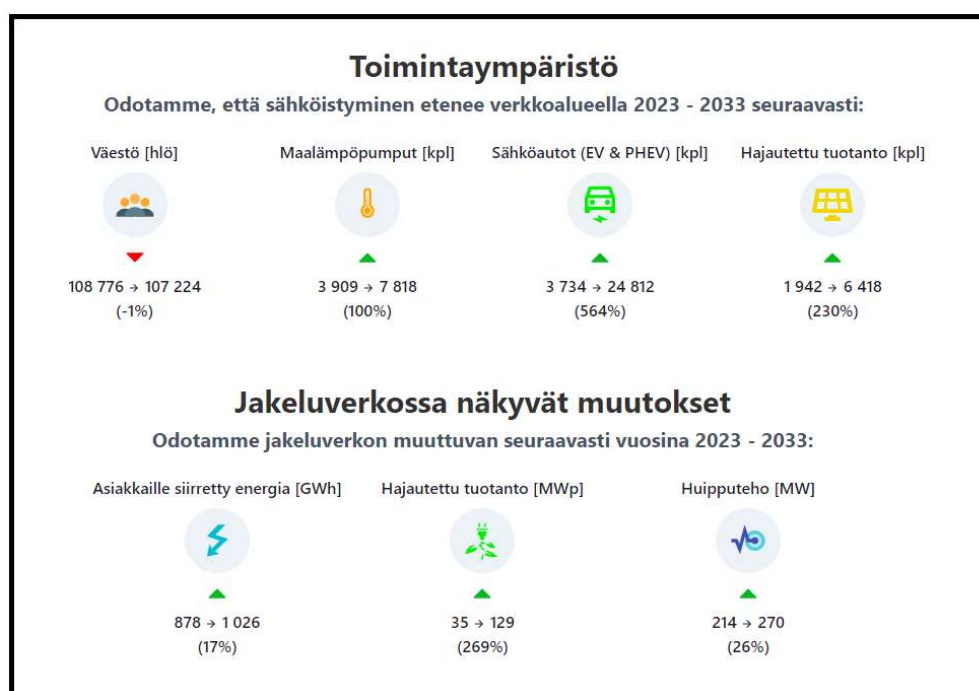 Toimintaympäristö
Odotamme, että sähköistyminen etenee verkkoalueella 2023 - 2033 seuraavasti:
Väestö [hlö]
108 776 → 107 224
(-1%)
Maalämpöpumput [kpl]
3 909 → 7 818
(100%)
Sähköautot (EV & PHEV) [kpl]
3 734 → 24 812
(564%)
Hajautettu tuotanto [kpl]
1 942 → 6 418
(230%)
Jakeluverkossa näkyvät muutokset
Odotamme jakeluverkon muuttuvan seuraavasti vuosina 2023 - 2033:
Asiakkaille siirretty energia [GWh]
878 → 1 026
(17%)
Hajautettu tuotanto [MWp]
35 → 129
(269%)
Huipputeho [MW]
214 → 270
(26%)